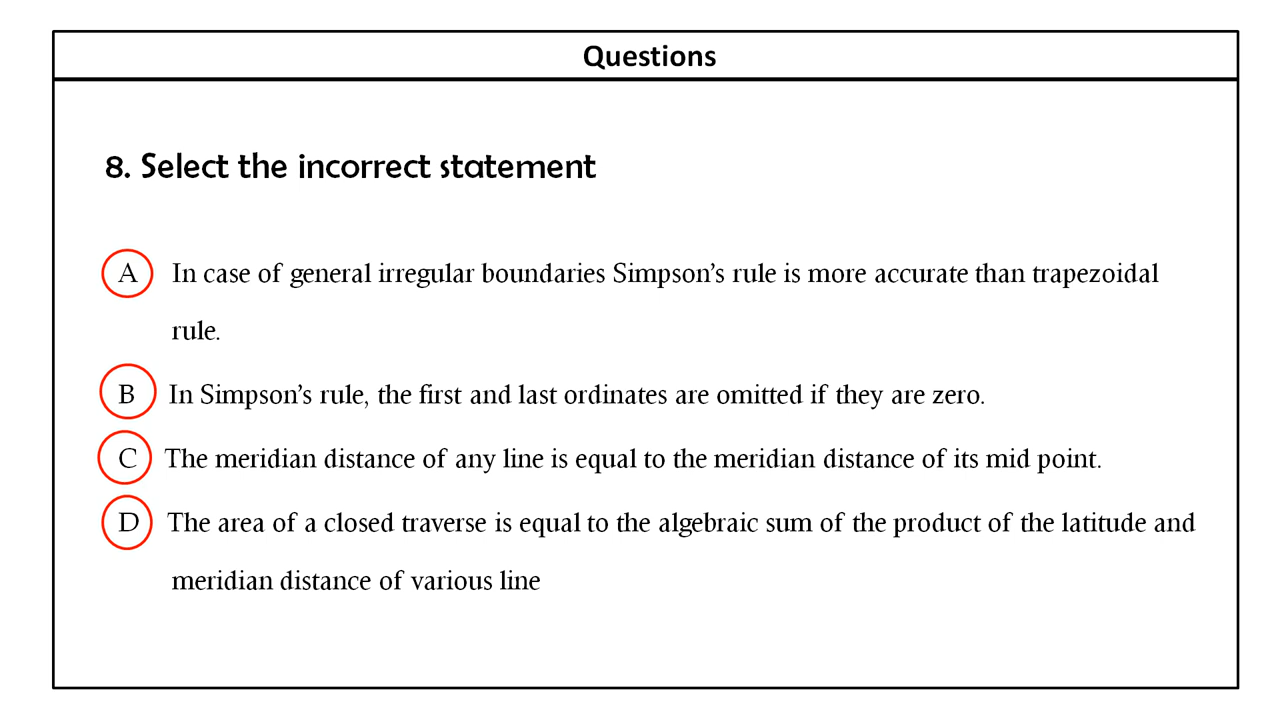 Questions
8. Select the incorrect statement
A In case of general irregular boundaries Simpson’s rule is more accurate than trapezoidal
rule.
B In Simpson’s rule, the first and last ordinates are omitted if they are zero.
C The meridian distance of any line is equal to the meridian distance of its mid point.
D The area of a closed traverse is equal to the algebraic sum of the product of the latitude and
meridian distance of various line